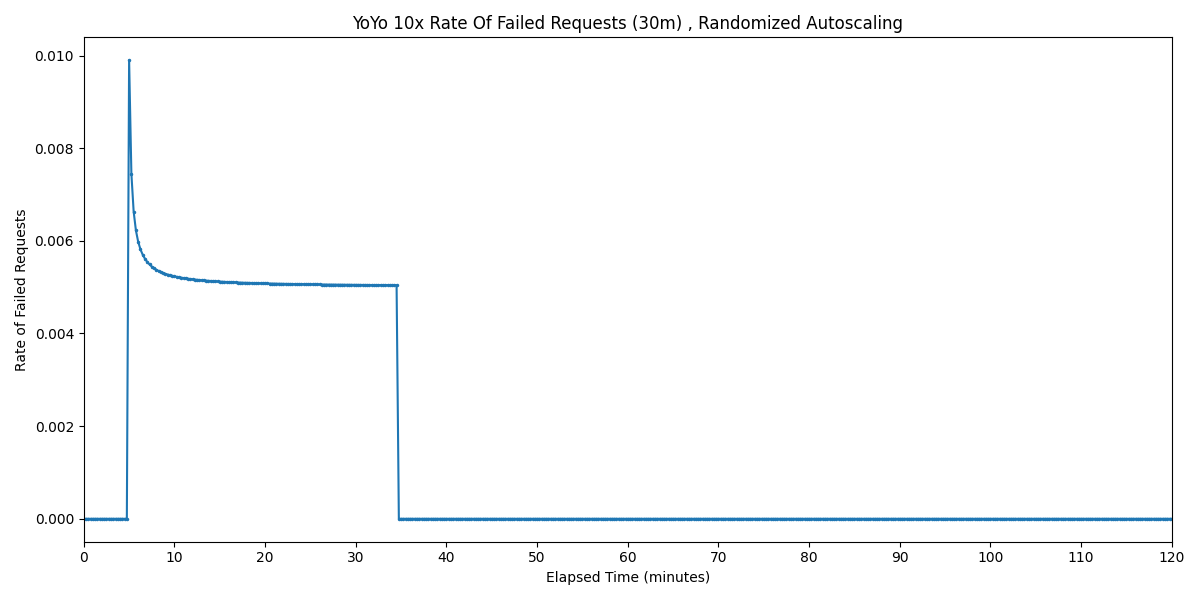 YoYo 10x Rate Of Failed Requests (30m) , Randomized Autoscaling
0.010
0.008
0.006
0.004
0.002
0.000
Rate of Failed Requests
0 10 20 30 40 50 60 70 80 90 100 110 120
Elapsed Time (minutes)